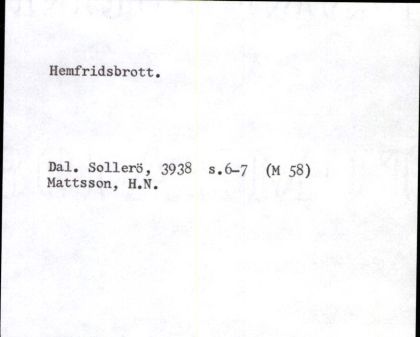 Hemfridsbrott.
Dal. Sollerö, 3938 s.6-7 (M 58)
Mattsson, H.N.